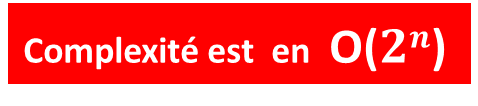 Complexité est en O(2ⁿ)